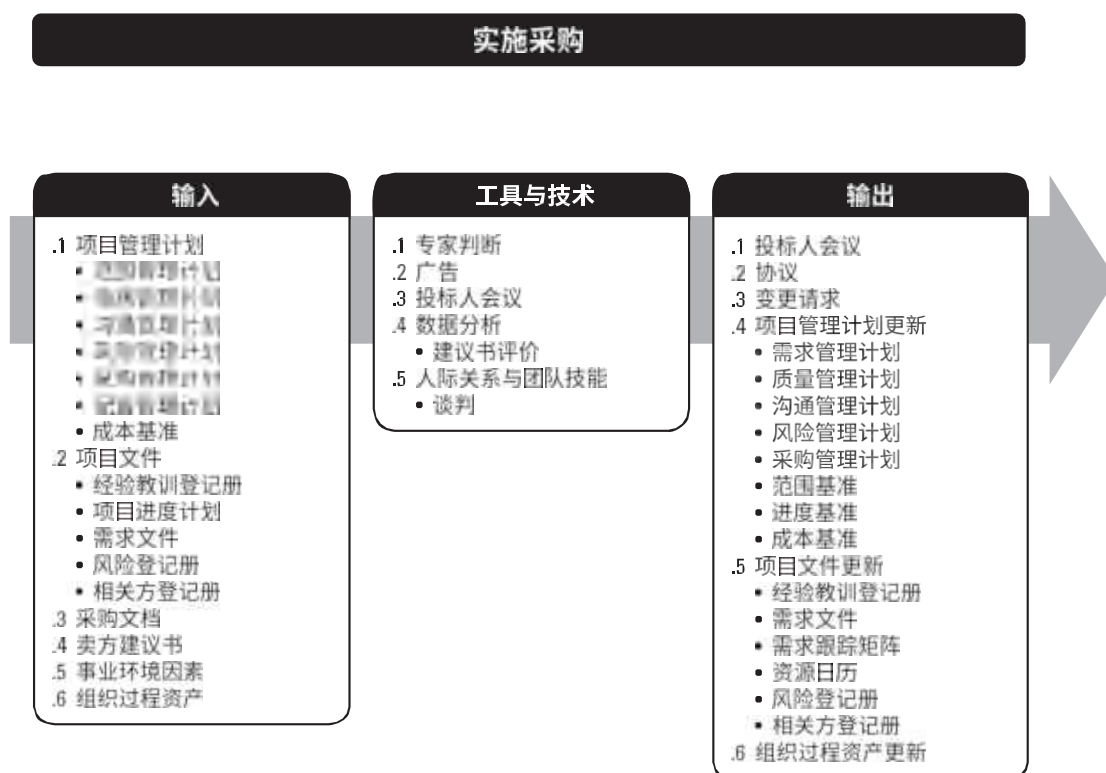 实施采购
输入
.1 项目管理计划
• 成本基准
.2 项目文件
• 经验教训登记册
• 项目进度计划
• 需求文件
• 风险登记册
• 相关方登记册
.3 采购文档
.4 卖方建议书
.5 事业环境因素
.6 组织过程资产
工具与技术
.1 专家判断
.2 广告
.3 投标人会议
.4 数据分析
• 建议书评价
.5 人际关系与团队技能
• 谈判
输出
.1 投标人会议
.2 协议
.3 变更请求
.4 项目管理计划更新
• 需求管理计划
• 质量管理计划
• 沟通管理计划
• 风险管理计划
• 采购管理计划
• 范围基准
• 进度基准
• 成本基准
.5 项目文件更新
• 经验教训登记册
• 需求文件
• 需求跟踪矩阵
• 资源日历
• 风险登记册
• 相关方登记册
.6 组织过程资产更新